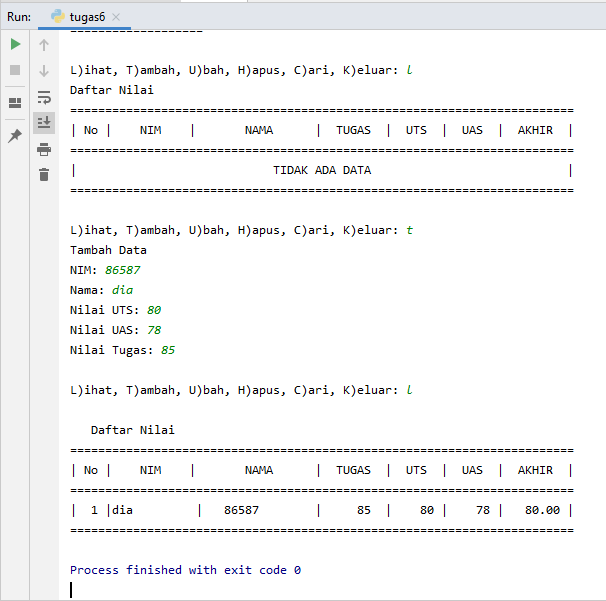 Run: tugas6
===================
L)ihat, T)ambah, U)bah, H)apus, C)ari, K)eluar: l
Daftar Nilai
========================================================================
| No |    NIM    |       NAMA      |  TUGAS  |  UTS  |  UAS  |  AKHIR  |
========================================================================
|                            TIDAK ADA DATA                            |
========================================================================
L)ihat, T)ambah, U)bah, H)apus, C)ari, K)eluar: t
Tambah Data
NIM: 86587
Nama: dia
Nilai UTS: 80
Nilai UAS: 78
Nilai Tugas: 85
L)ihat, T)ambah, U)bah, H)apus, C)ari, K)eluar: l
   Daftar Nilai
========================================================================
| No |    NIM    |       NAMA      |  TUGAS  |  UTS  |  UAS  |  AKHIR  |
========================================================================
|  1 |dia         |   86587        |     85 |    80 |    78 |   80.00 |
========================================================================
Process finished with exit code 0